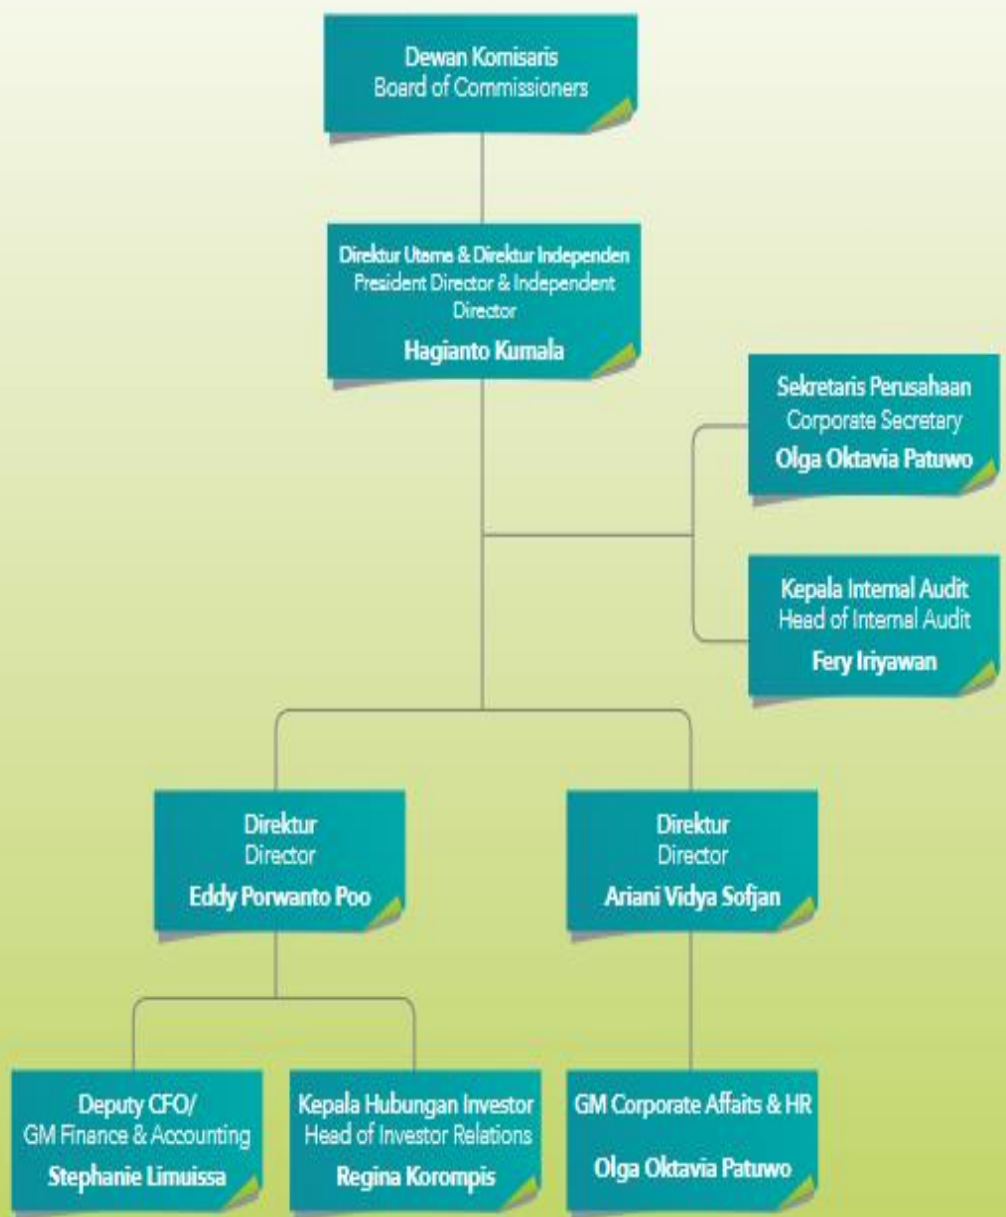 Dewan Komisaris
Board of Commissioners
Direktur Utama & Direktur Independen
President Director & Independent
Director
Hagianto Kumala
Sekretaris Perusahaan
Corporate Secretary
Olga Oktavia Patuwo
Kepala Internal Audit
Head of Internal Audit
Fery Iriyawan
Direktur
Director
Eddy Porwanto Poo
Direktur
Director
Ariani Vidya Sofjan
Deputy CFO/
GM Finance & Accounting
Stephanie Limuissa
Kepala Hubungan Investor
Head of Investor Relations
Regina Korompis
GM Corporate Affaits & HR
Olga Oktavia Patuwo